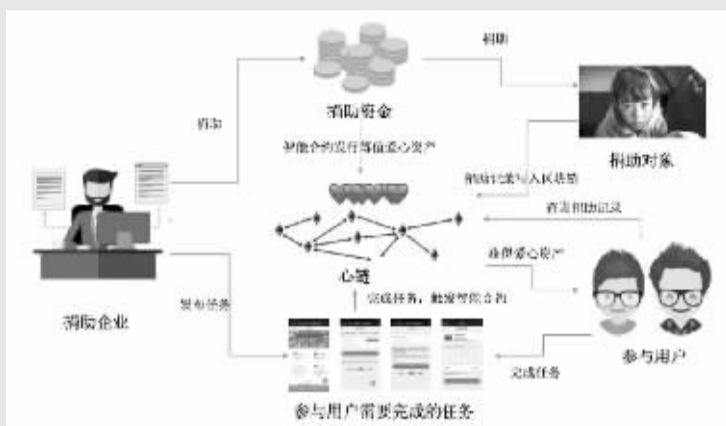 捐助
捐助资金
捐助
捐助对象
智能合约发行等值爱心资产
捐助记录写入区块链
查看捐助记录
心链
获得爱心资产
捐助企业
发布任务
完成任务，触发智能合约
参与用户
完成任务
参与用户需要完成的任务